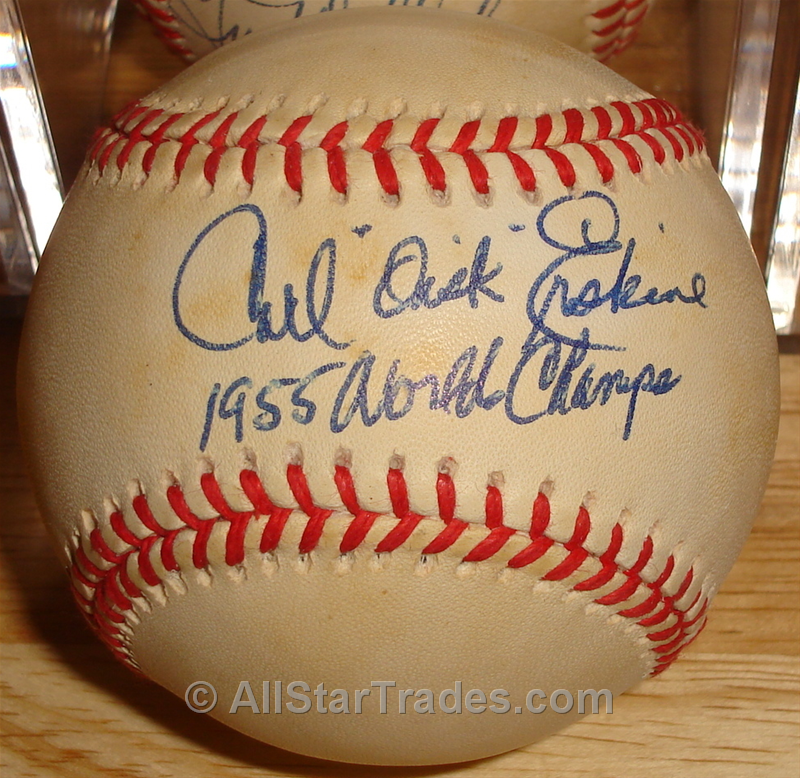 Carl "Oisk" Erskine
1955 World Champs
© AllStarTrades.com